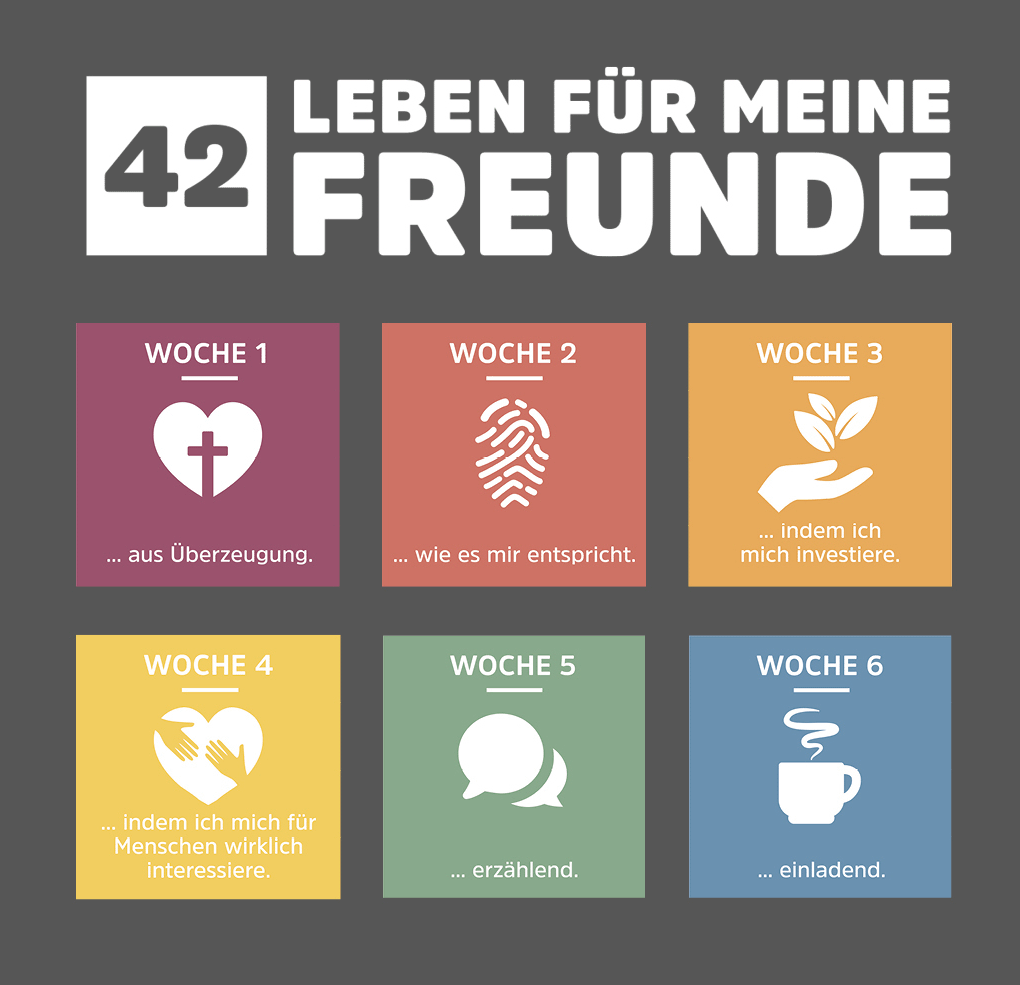 42
LEBEN FÜR MEINE
FREUNDE
WOCHE 1
... aus Überzeugung.
WOCHE 2
... wie es mir entspricht.
WOCHE 3
... indem ich
mich investiere.
WOCHE 4
... indem ich mich für
Menschen wirklich
interessiere.
WOCHE 5
... erzählend.
WOCHE 6
... einladend.